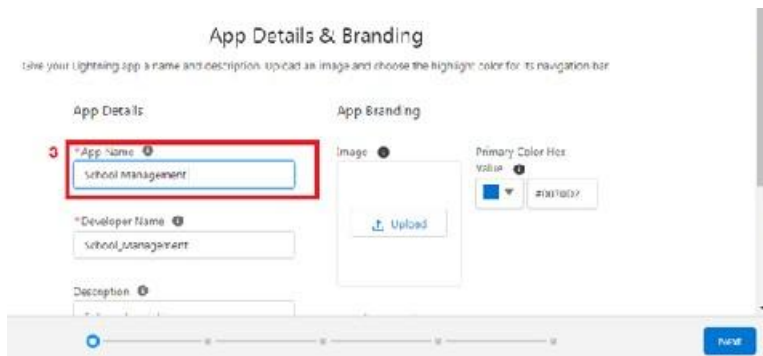 App Details & Branding
Give your Lightning app a name and description. Upload an image and choose the highlight color for its navigation bar.
App Details
App Branding
3
*App Name
Image
Primary Color Hex
Value
School Management
#0070D2
*Developer Name
Upload
School_Management
Description
Next